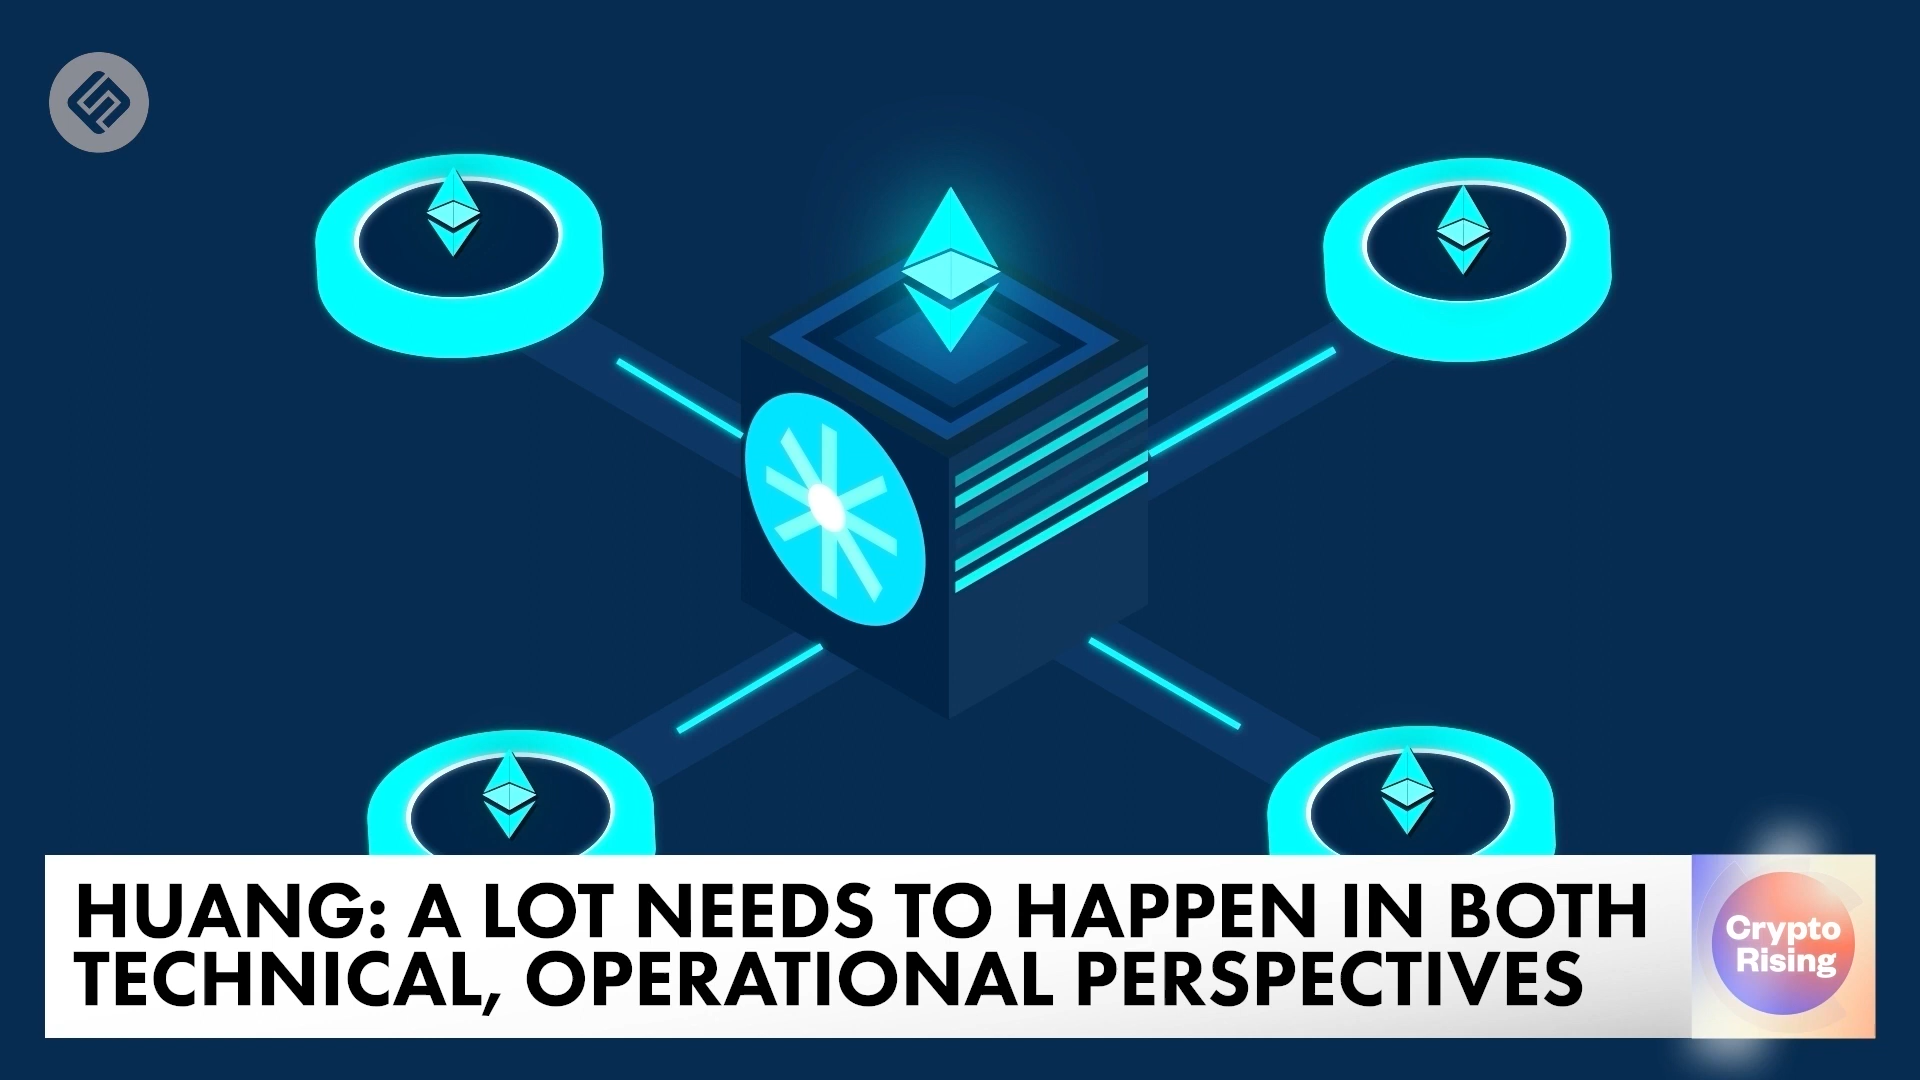 HUANG: A LOT NEEDS TO HAPPEN IN BOTH
TECHNICAL, OPERATIONAL PERSPECTIVES
Crypto
Rising